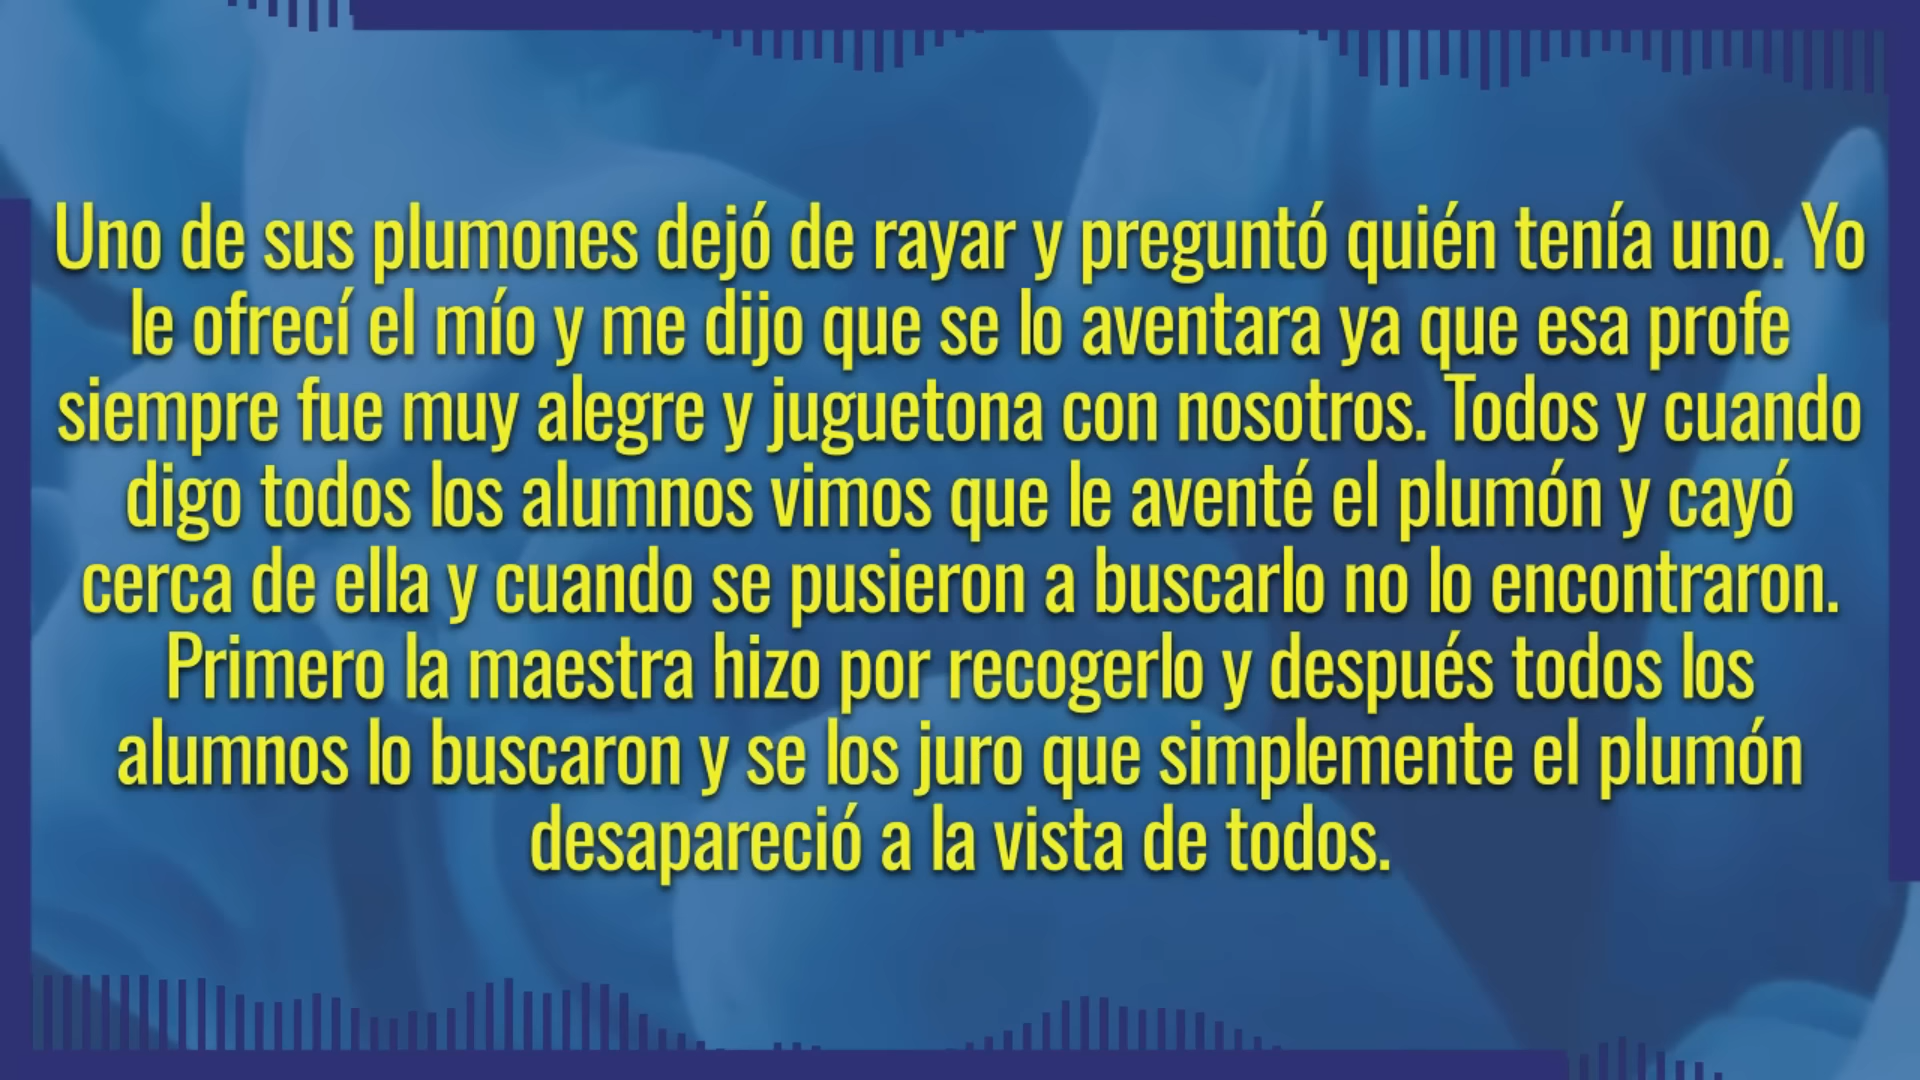 Uno de sus plumones dejó de rayar y preguntó quién tenía uno. Yo
le ofrecí el mío y me dijo que se lo aventara ya que esa profe
siempre fue muy alegre y juguetona con nosotros. Todos y cuando
digo todos los alumnos vimos que le aventé el plumón y cayó
cerca de ella y cuando se pusieron a buscarlo no lo encontraron.
Primero la maestra hizo por recogerlo y después todos los
alumnos lo buscaron y se los juro que simplemente el plumón
desapareció a la vista de todos.